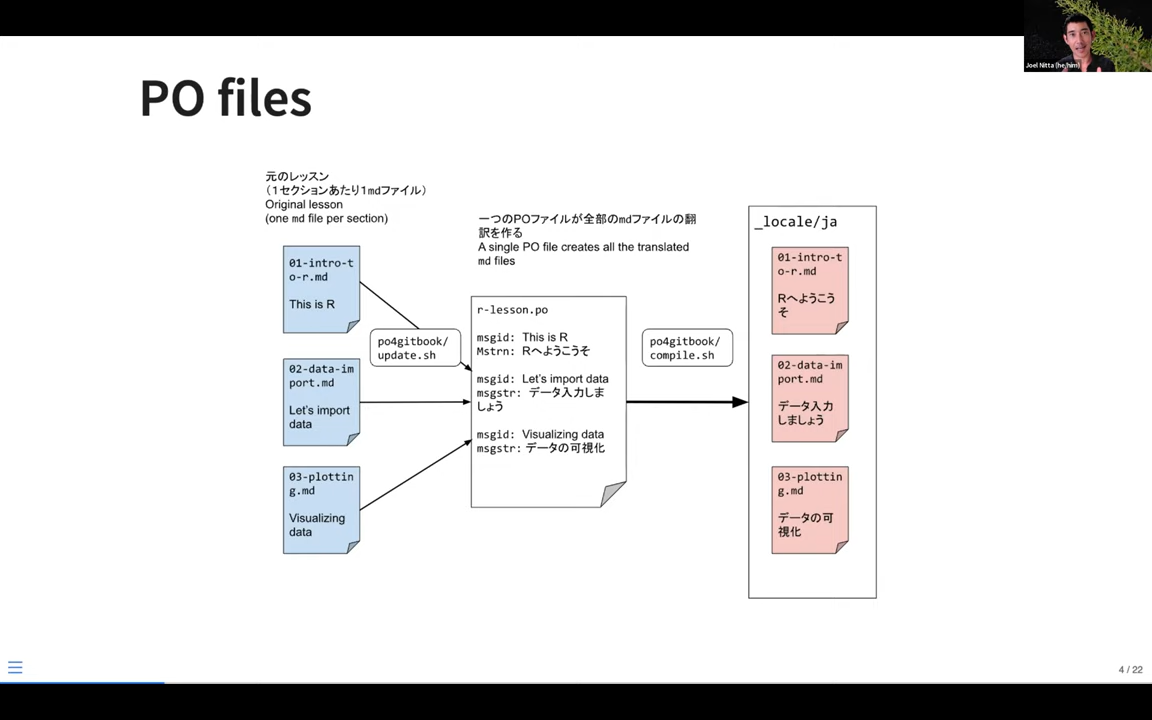 Joel Nitta (he/him)
PO files
元のレッスン
（１セクションあたり１mdファイル）
Original lesson
(one md file per section)
01-intro-t
o-r.md
This is R
02-data-im
port.md
Let's import
data
03-plottin
g.md
Visualizing
data
po4gitbook/
update.sh
一つのPOファイルが全部のmdファイルの翻
訳を作る
A single PO file creates all the translated
md files
r-lesson.po
msgid: This is R
Mstrn: Rへようこうそ
msgid: Let's import data
msgstr: データ入力しま
しょう
msgid: Visualizing data
msgstr: データの可視化
po4gitbook/
compile.sh
_locale/ja
01-intro-t
o-r.md
Rへようこう
そ
02-data-im
port.md
データ入力
しましょう
03-plottin
g.md
データの可
視化
4 / 22